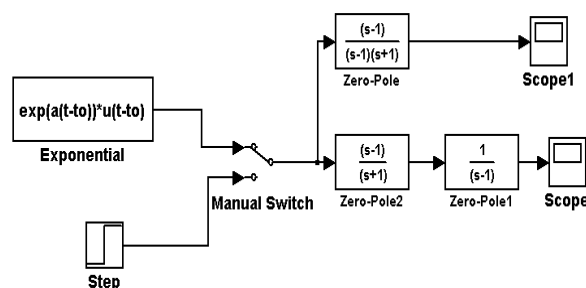 (s-1)
(s-1)(s+1)
Zero-Pole
Scope1
exp(a(t-to))*u(t-to)
Exponential
Manual Switch
(s-1)
(s+1)
Zero-Pole2
1
(s-1)
Zero-Pole1
Scope
Step